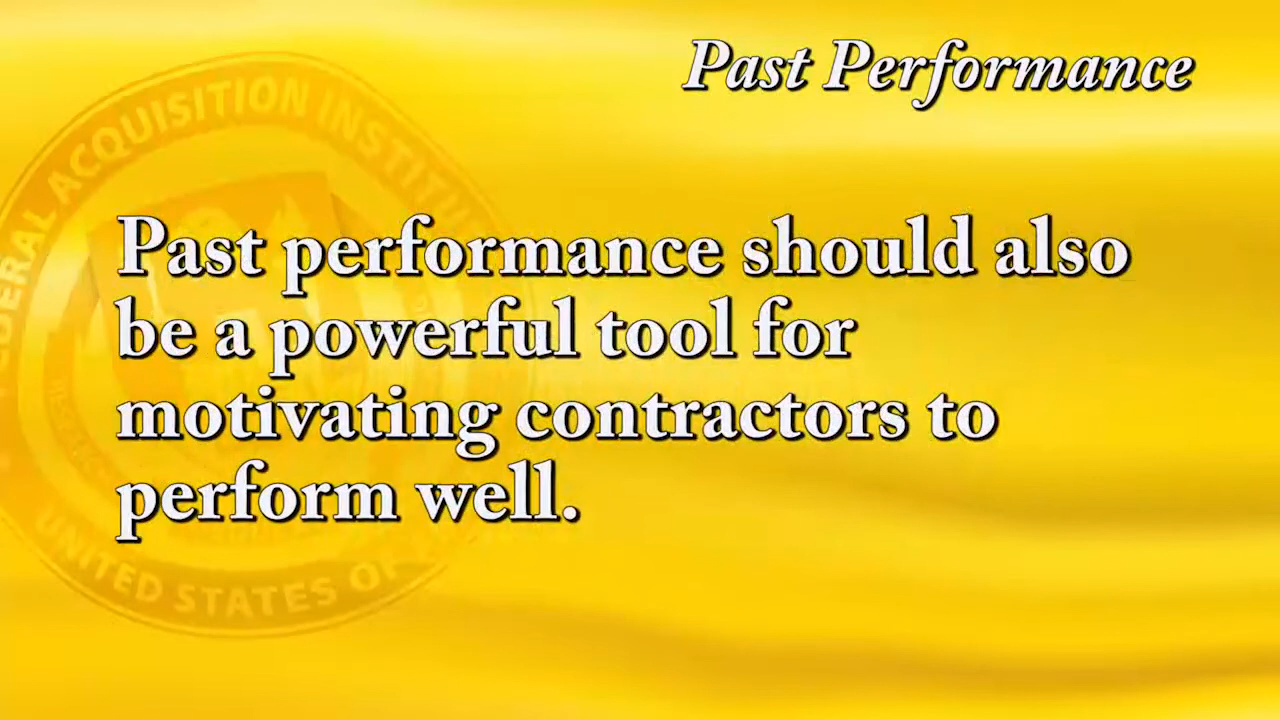 Past Performance
Past performance should also
be a powerful tool for
motivating contractors to
perform well.
FEDERAL ACQUISITION INSTITUTE
UNITED STATES OF